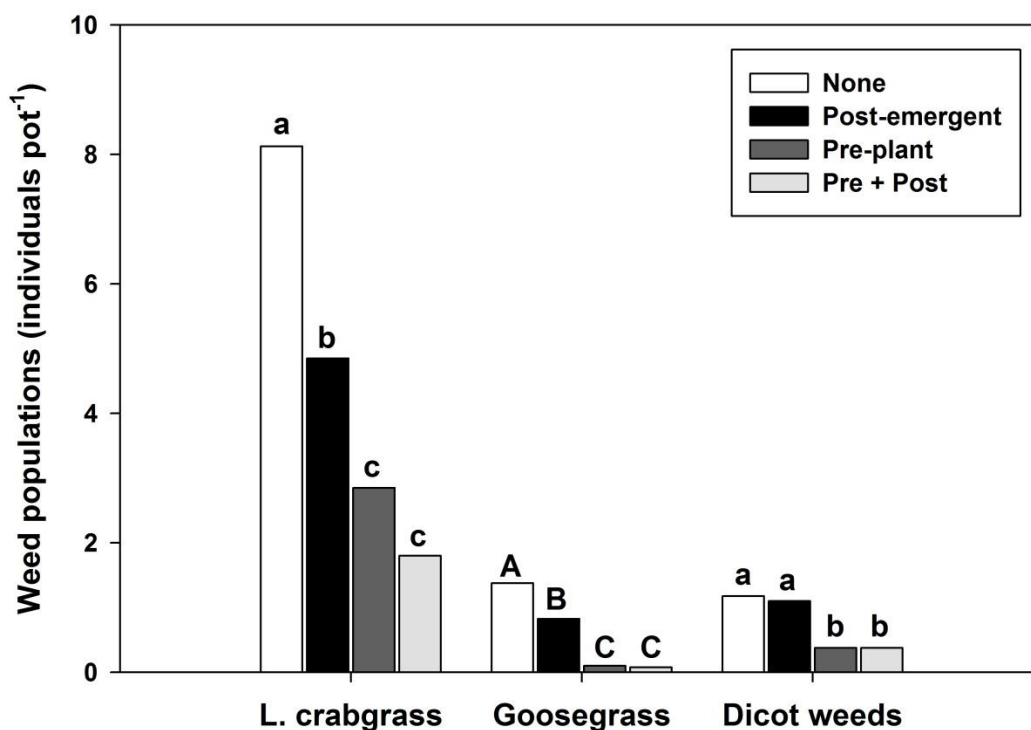 Weed populations (individuals pot⁻¹)
10
8
6
4
2
0
None
Post-emergent
Pre-plant
Pre + Post
a
b
c
c
A
B
C
C
a
a
b
b
L. crabgrass
Goosegrass
Dicot weeds